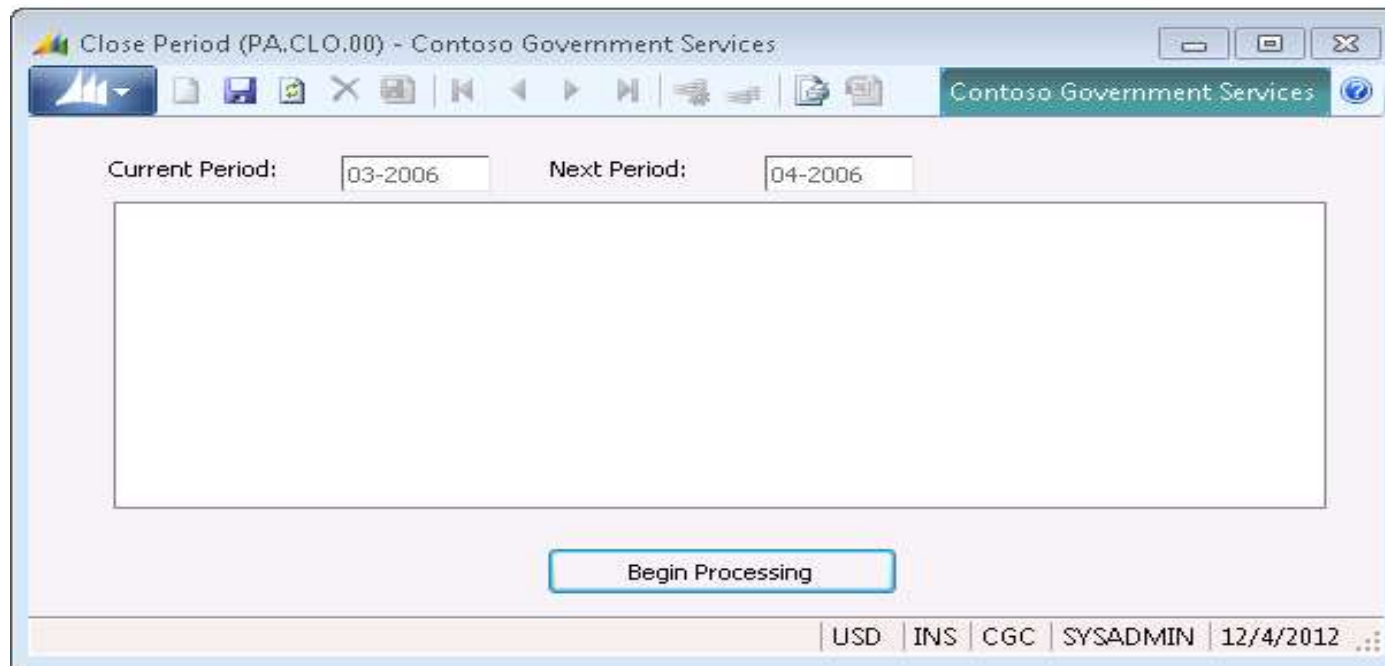 Close Period (PA.CLO.00) - Contoso Government Services
Contoso Government Services
Current Period: 03-2006 Next Period: 04-2006
Begin Processing
USD INS CGC SYSADMIN 12/4/2012